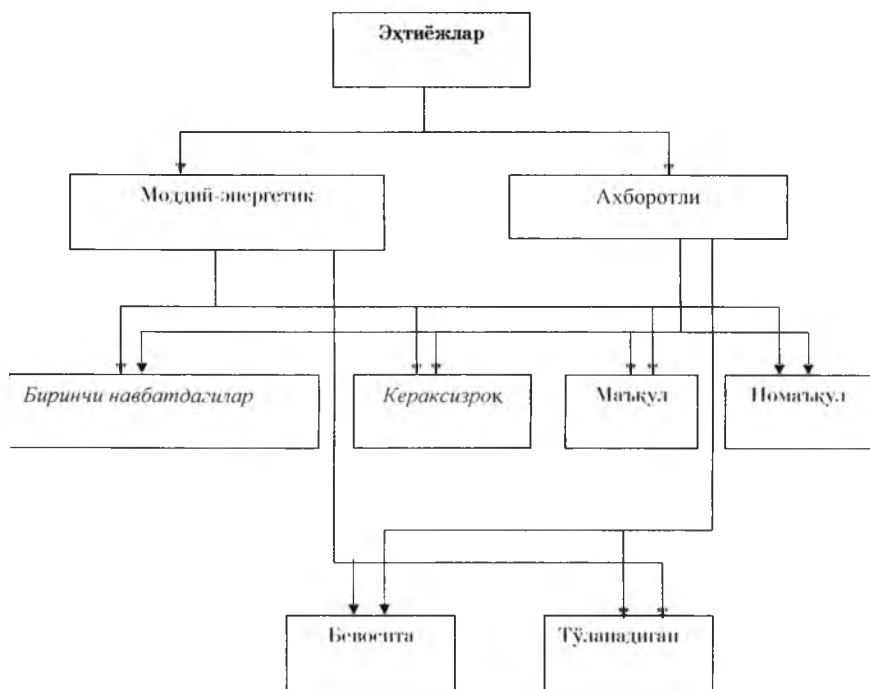 Эҳтиёжлар
Моддий-энергетик
Ахборотли
Биринчи навбатдагилар
Кераксизроқ
Маъқул
Номаъқул
Бевосита
Тўланадиган